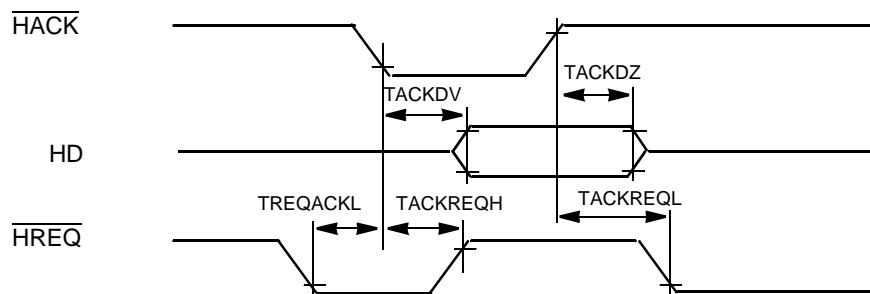 HACK
TACKDZ
TACKDV
HD
TREQACKL
TACKREQH
TACKREQL
HREQ